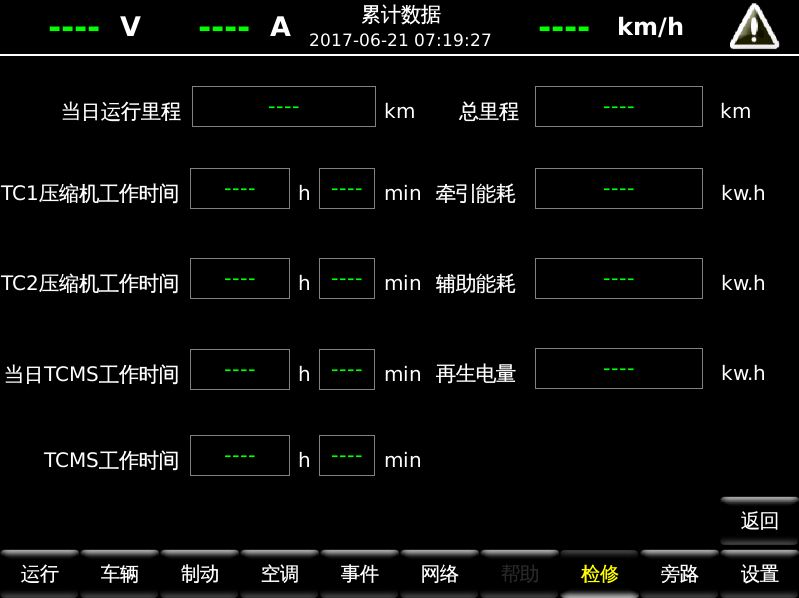 ---- V ---- A 累计数据 ---- km/h
2017-06-21 07:19:27
当日运行里程 ---- km 总里程 ---- km
TC1压缩机工作时间 ---- h ---- min 牵引能耗 ---- kw.h
TC2压缩机工作时间 ---- h ---- min 辅助能耗 ---- kw.h
当日TCMS工作时间 ---- h ---- min 再生电量 ---- kw.h
TCMS工作时间 ---- h ---- min
返回
运行 车辆 制动 空调 事件 网络 帮助 检修 旁路 设置